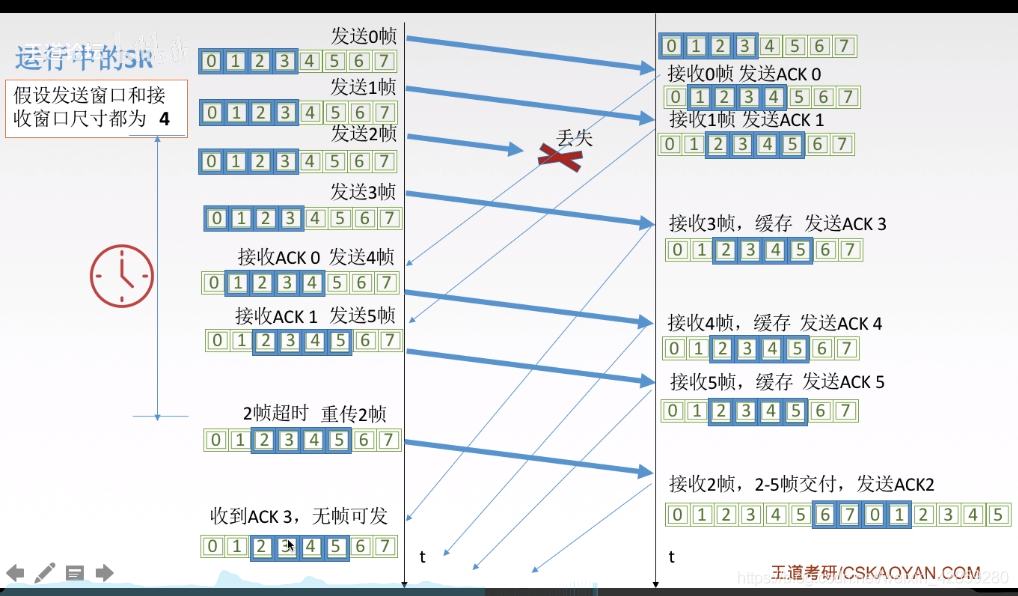 运行中的SR
假设发送窗口和接
收窗口尺寸都为 4
发送0帧
0 1 2 3 4 5 6 7
发送1帧
0 1 2 3 4 5 6 7
发送2帧
0 1 2 3 4 5 6 7
发送3帧
0 1 2 3 4 5 6 7
接收ACK 0 发送4帧
0 1 2 3 4 5 6 7
接收ACK 1 发送5帧
0 1 2 3 4 5 6 7
2帧超时 重传2帧
0 1 2 3 4 5 6 7
收到ACK 3，无帧可发
0 1 2 3 4 5 6 7
t
丢失
0 1 2 3 4 5 6 7
接收0帧 发送ACK 0
0 1 2 3 4 5 6 7
接收1帧 发送ACK 1
0 1 2 3 4 5 6 7
接收3帧，缓存 发送ACK 3
0 1 2 3 4 5 6 7
接收4帧，缓存 发送ACK 4
0 1 2 3 4 5 6 7
接收5帧，缓存 发送ACK 5
0 1 2 3 4 5 6 7
接收2帧，2-5帧交付，发送ACK2
0 1 2 3 4 5 6 7 0 1 2 3 4 5
t
王道考研/CSKAOYAN.COM